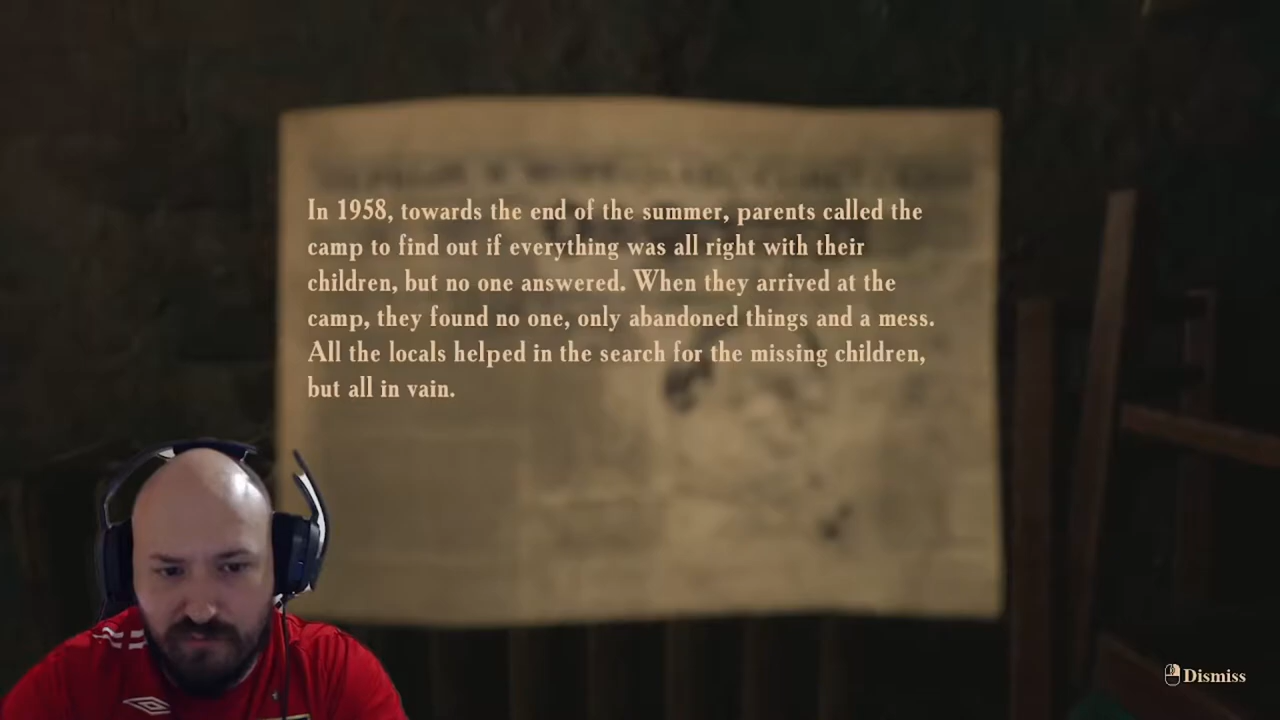 In 1958, towards the end of the summer, parents called the
camp to find out if everything was all right with their
children, but no one answered. When they arrived at the
camp, they found no one, only abandoned things and a mess.
All the locals helped in the search for the missing children,
but all in vain.
Dismiss